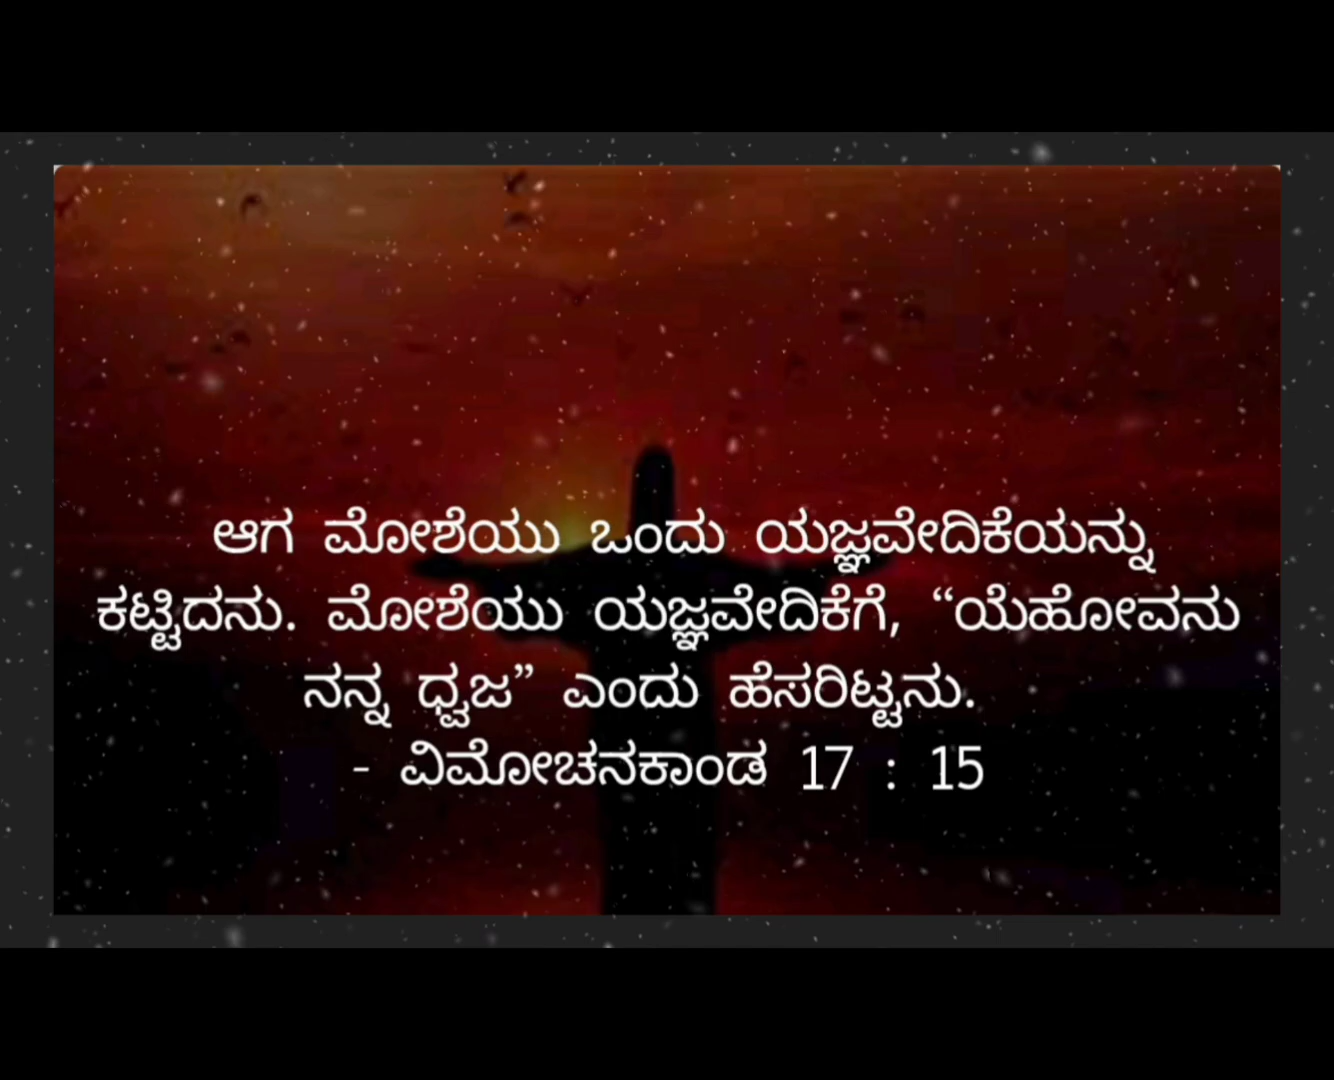 ಆಗ ಮೋಶೆಯು ಒಂದು ಯಜ್ಞವೇದಿಕೆಯನ್ನು
ಕಟ್ಟಿದನು. ಮೋಶೆಯು ಯಜ್ಞವೇದಿಕೆಗೆ, “ಯೆಹೋವನು
ನನ್ನ ಧ್ವಜ” ಎಂದು ಹೆಸರಿಟ್ಟನು.
- ವಿಮೋಚನಕಾಂಡ 17 : 15